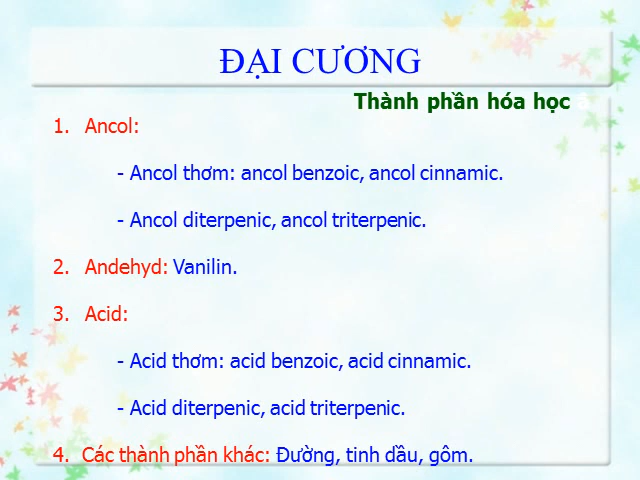 ĐẠI CƯƠNG
Thành phần hóa học
1. Ancol:
- Ancol thơm: ancol benzoic, ancol cinnamic.
- Ancol diterpenic, ancol triterpenic.
2. Andehyd: Vanilin.
3. Acid:
- Acid thơm: acid benzoic, acid cinnamic.
- Acid diterpenic, acid triterpenic.
4. Các thành phần khác: Đường, tinh dầu, gôm.